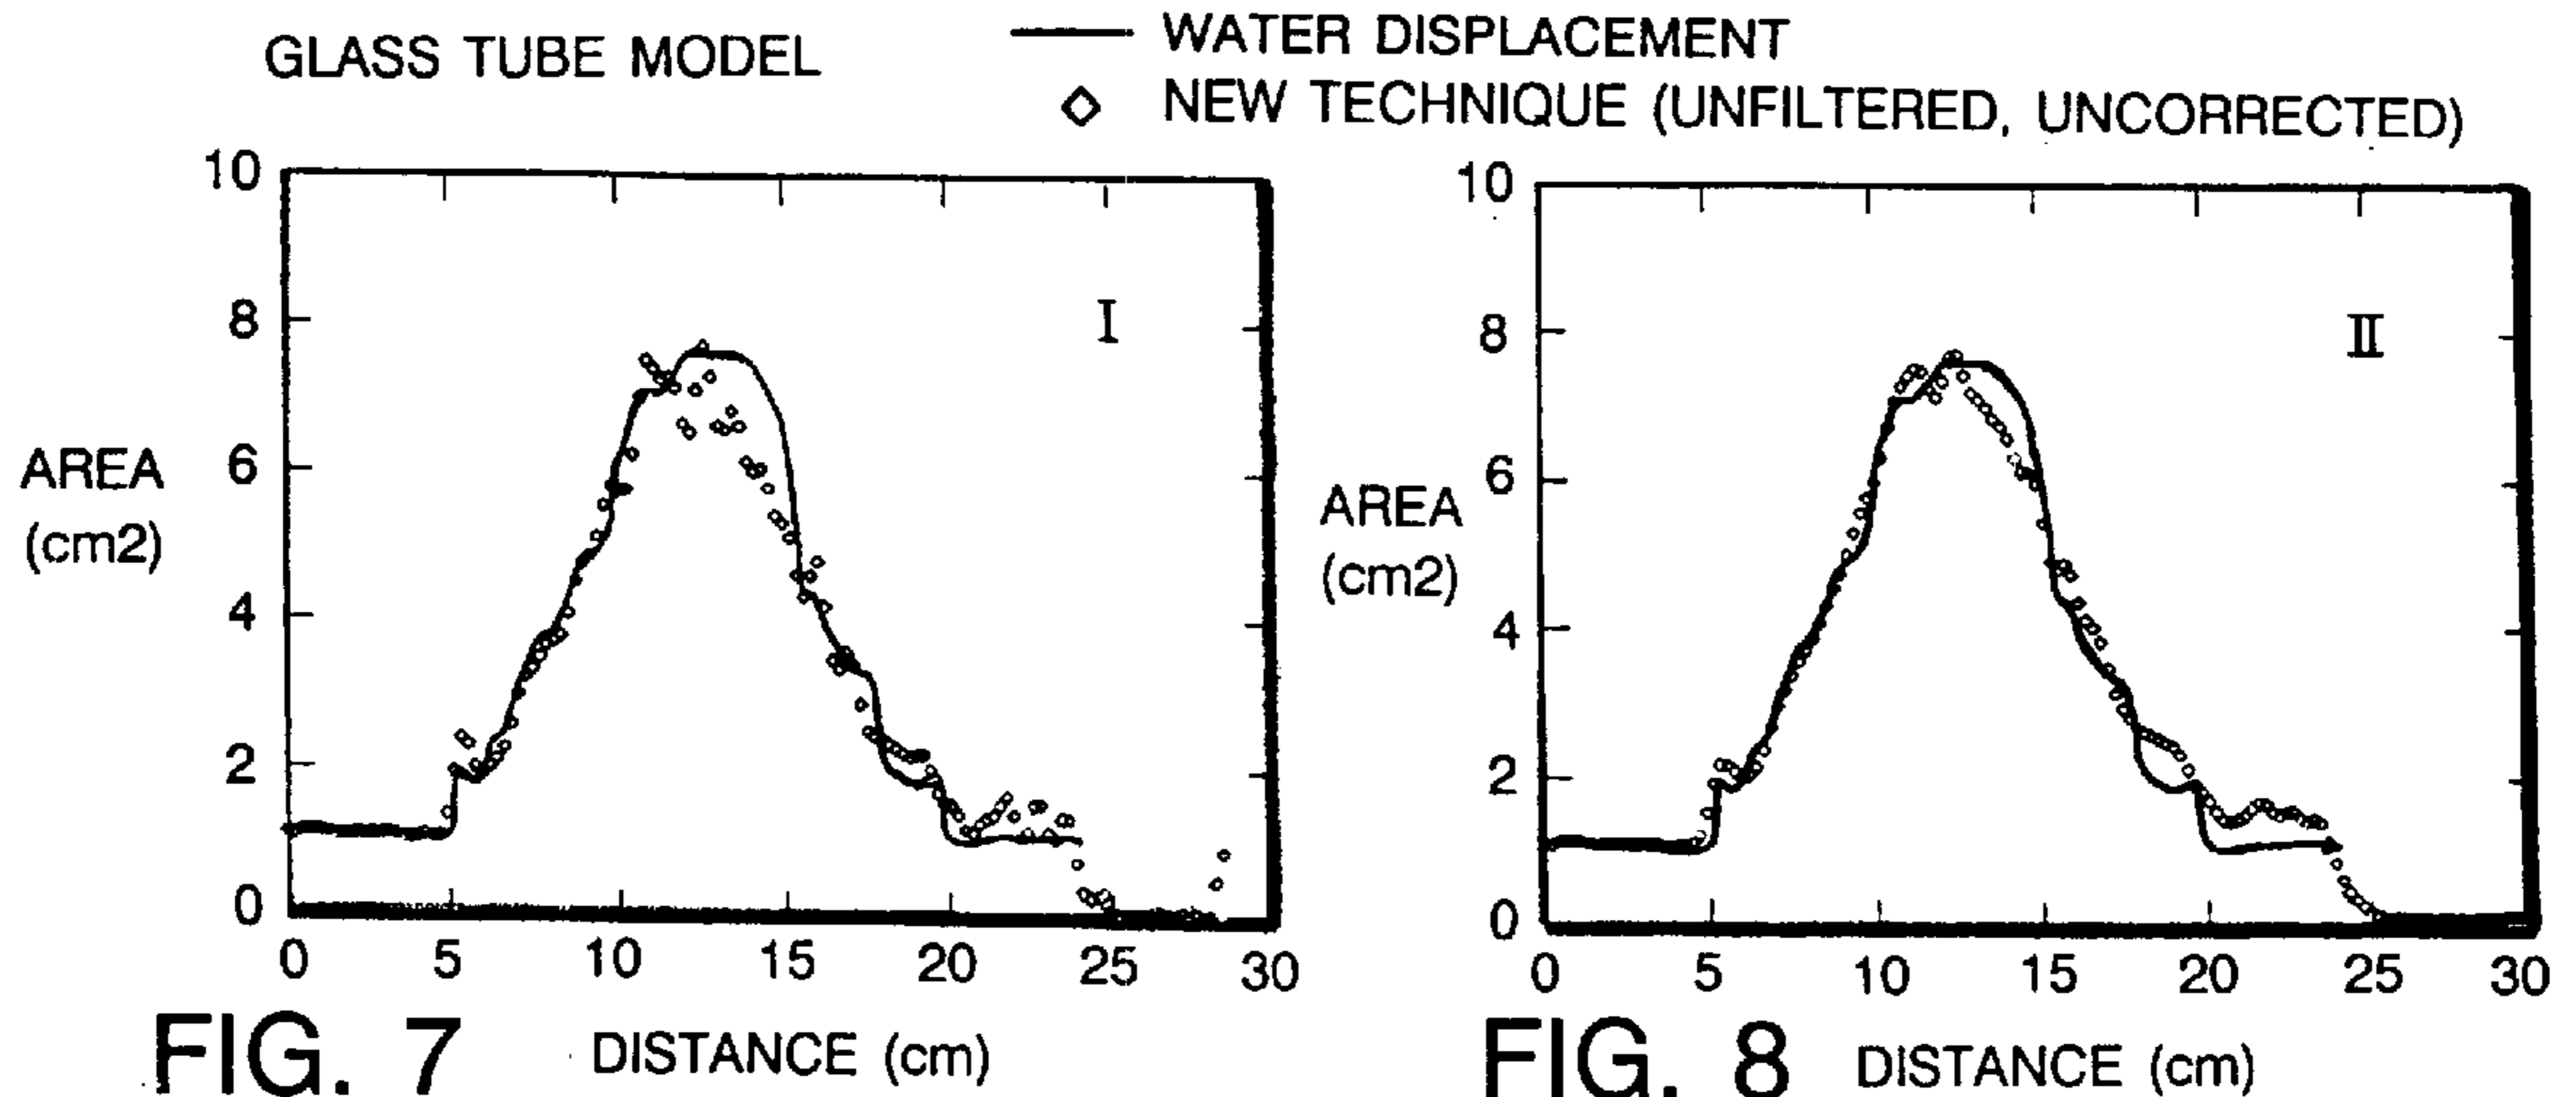 GLASS TUBE MODEL
WATER DISPLACEMENT
NEW TECHNIQUE (UNFILTERED, UNCORRECTED)
10
8
6
4
2
0
AREA
(cm2)
I
0 5 10 15 20 25 30
FIG. 7 DISTANCE (cm)
10
8
6
4
2
0
AREA
(cm2)
II
0 5 10 15 20 25 30
FIG. 8 DISTANCE (cm)